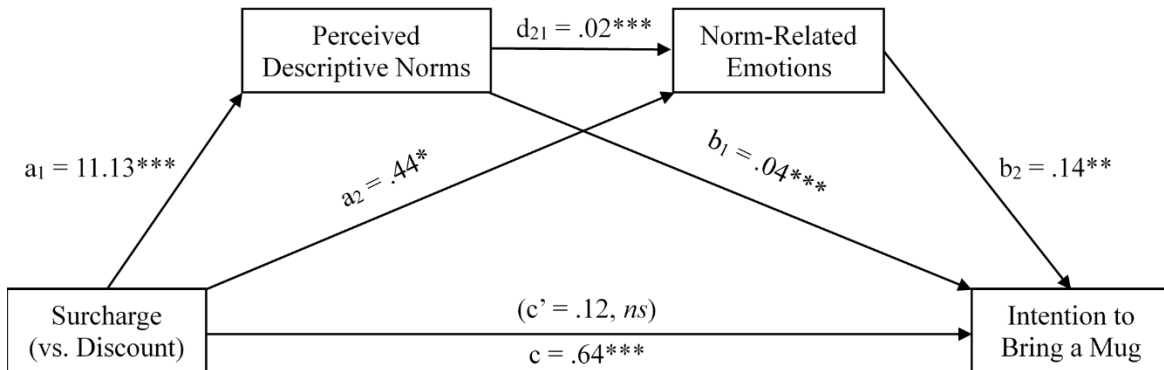 Perceived
Descriptive Norms
d21 = .02***
Norm-Related
Emotions
a1 = 11.13***
a2 = .44*
b1 = .04***
b2 = .14**
Surcharge
(vs. Discount)
(c’ = .12, ns)
c = .64***
Intention to
Bring a Mug